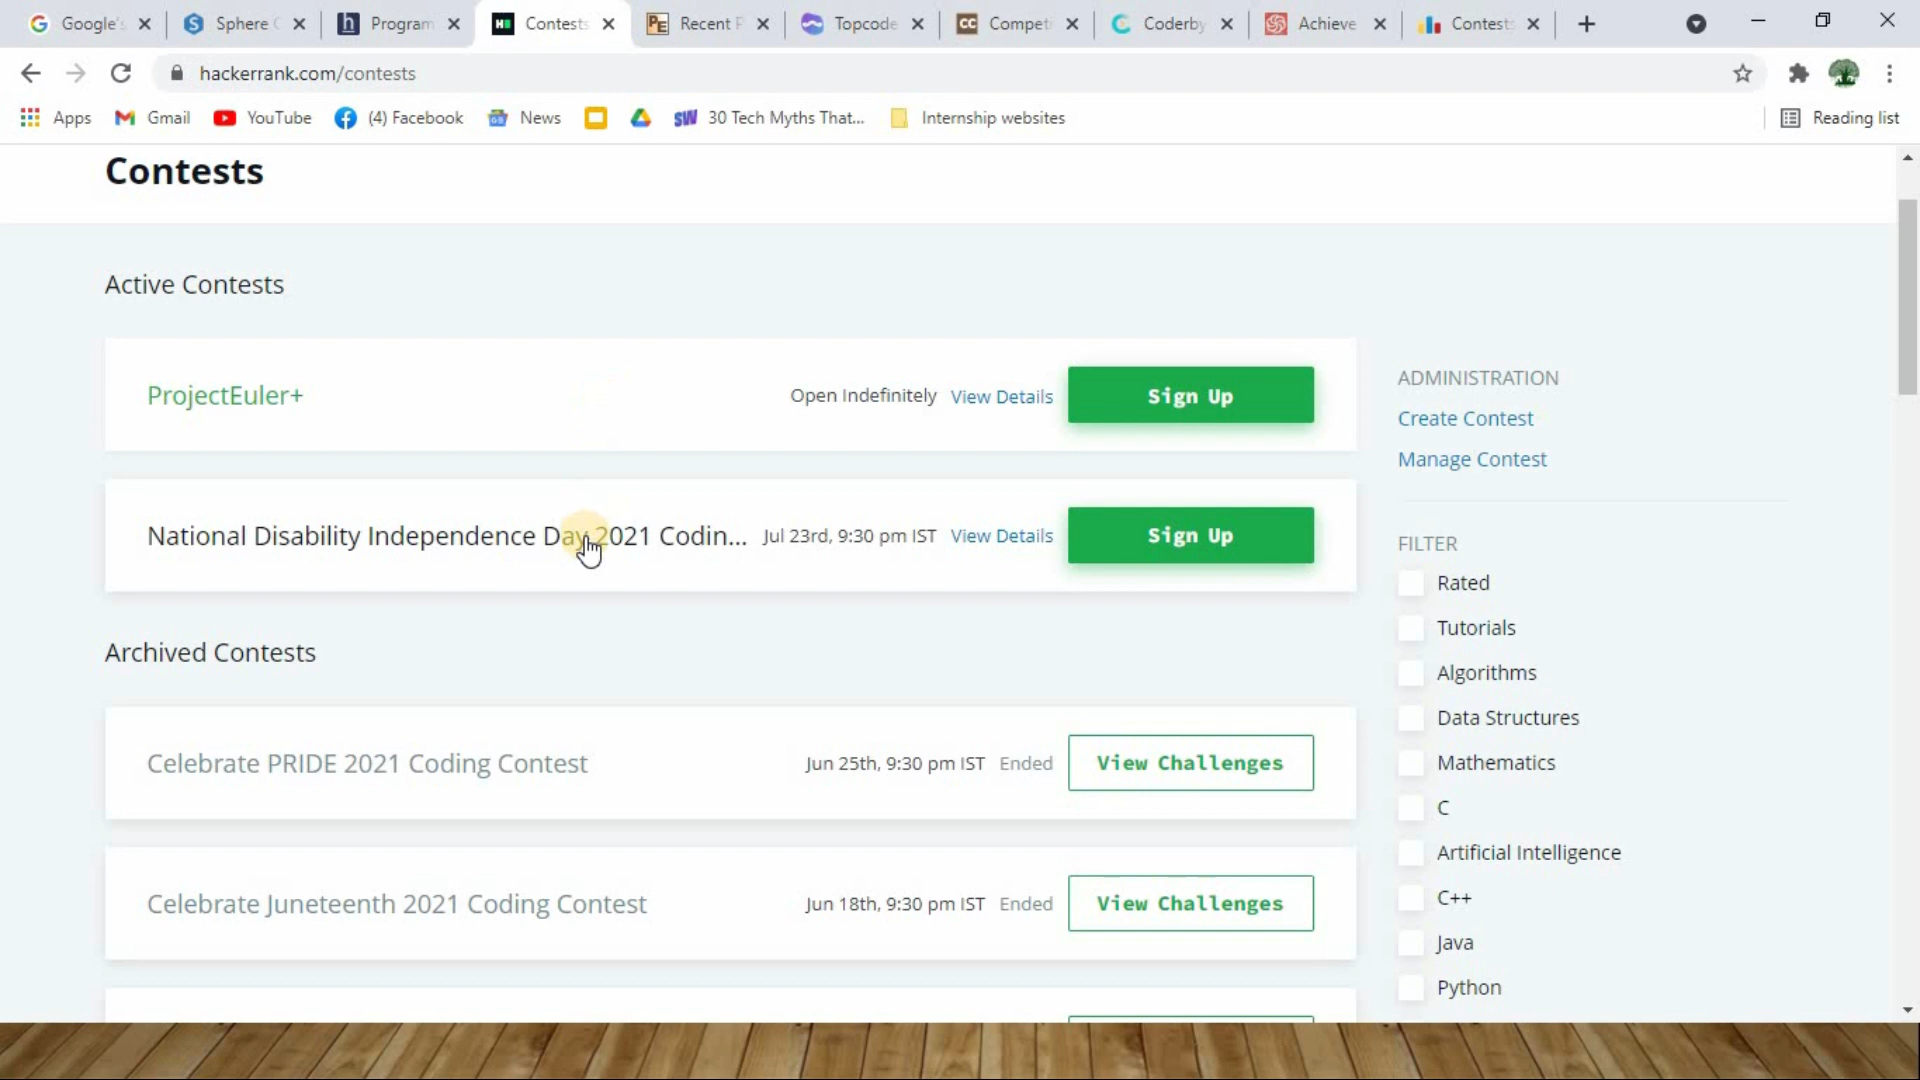 Google's Sphere Program Contests Recent P Topcode Compet Coderby Achieve Contests
hackerrank.com/contests
Apps Gmail YouTube (4) Facebook News SW 30 Tech Myths That... Internship websites Reading list
Contests
Active Contests
ProjectEuler+ Open Indefinitely View Details Sign Up
National Disability Independence Day 2021 Codin... Jul 23rd, 9:30 pm IST View Details Sign Up
Archived Contests
Celebrate PRIDE 2021 Coding Contest Jun 25th, 9:30 pm IST Ended View Challenges
Celebrate Juneteenth 2021 Coding Contest Jun 18th, 9:30 pm IST Ended View Challenges
ADMINISTRATION
Create Contest
Manage Contest
FILTER
Rated
Tutorials
Algorithms
Data Structures
Mathematics
C
Artificial Intelligence
C++
Java
Python